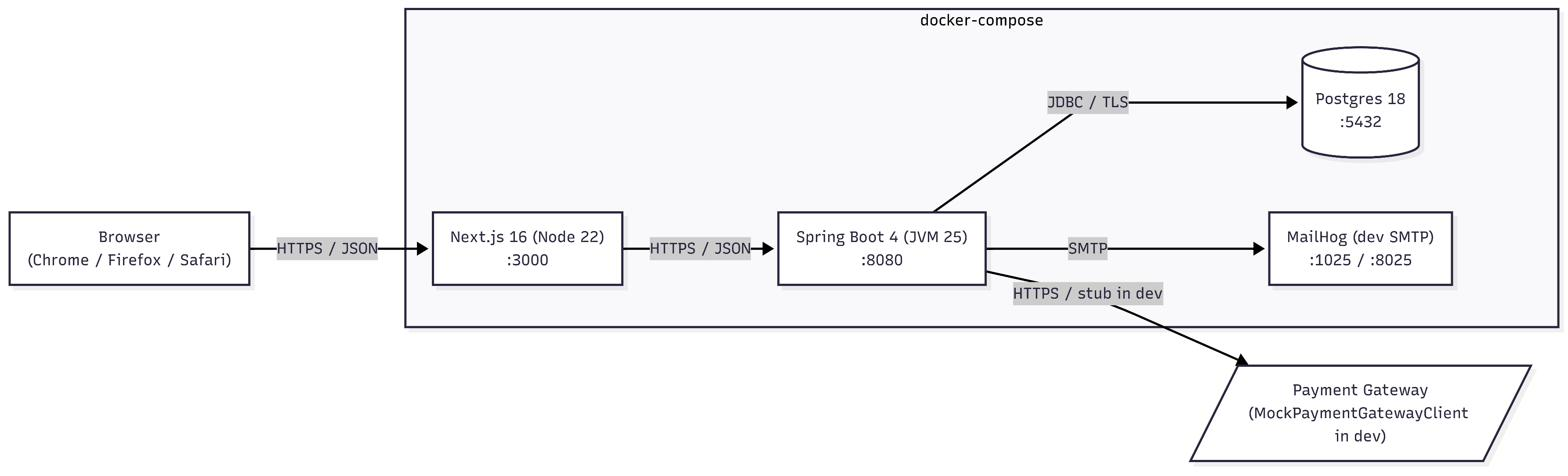 docker-compose
JDBC / TLS
Postgres 18
:5432
Browser
(Chrome / Firefox / Safari)
HTTPS / JSON
Next.js 16 (Node 22)
:3000
HTTPS / JSON
Spring Boot 4 (JVM 25)
:8080
SMTP
MailHog (dev SMTP)
:1025 / :8025
HTTPS / stub in dev
Payment Gateway
(MockPaymentGatewayClient
in dev)